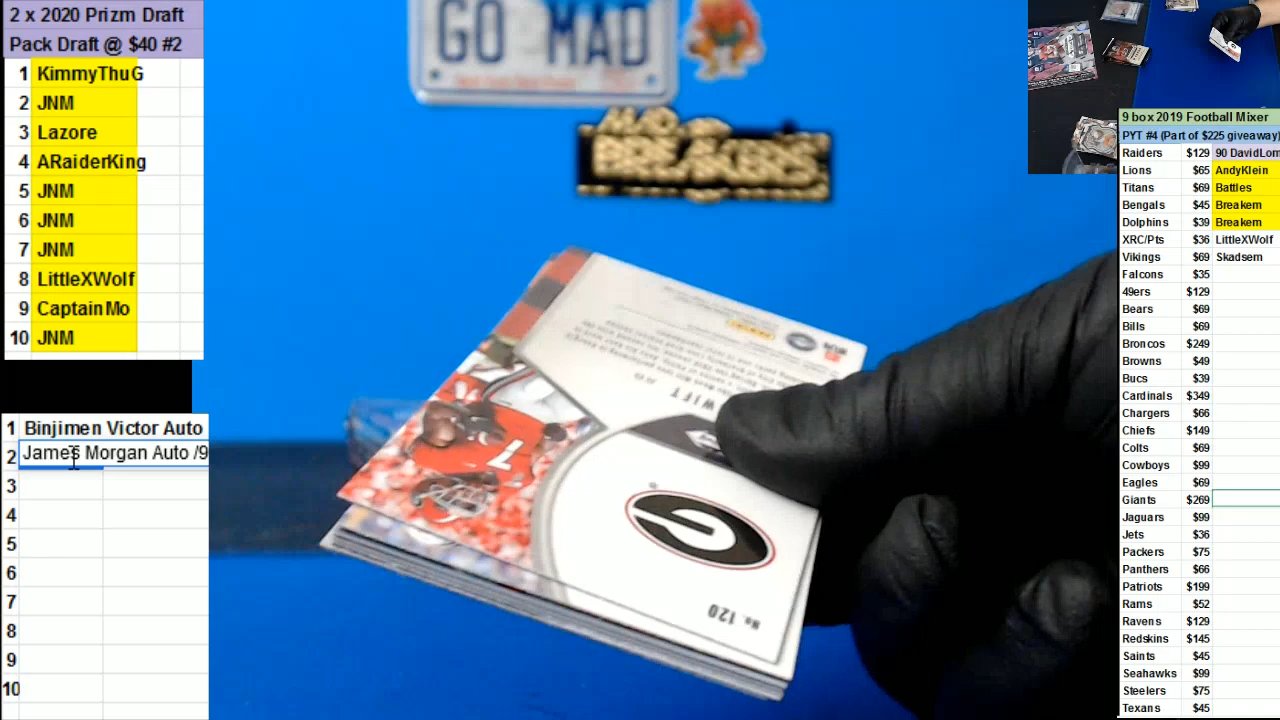 2 x 2020 Prizm Draft
Pack Draft @ $40 #2
1 KimmyThuG
2 JNM
3 Lazore
4 ARaiderKing
5 JNM
6 JNM
7 JNM
8 LittleXWolf
9 CaptainMo
10 JNM
1 Binjimen Victor Auto
2 James Morgan Auto /9
3
4
5
6
7
8
9
10
GO MAD
BREAKERS
WIFT
7
G
No. 120
9 box 2019 Football Mixer
PYT #4 (Part of $225 giveaway)
Raiders $129 90 DavidLom
Lions $65 AndyKlein
Titans $69 Battles
Bengals $45 Breakem
Dolphins $39 Breakem
XRC/Pts $36 LittleXWolf
Vikings $69 Skadsem
Falcons $35
49ers $129
Bears $69
Bills $69
Broncos $249
Browns $49
Bucs $39
Cardinals $349
Chargers $66
Chiefs $149
Colts $69
Cowboys $99
Eagles $69
Giants $269
Jaguars $99
Jets $36
Packers $75
Panthers $66
Patriots $199
Rams $52
Ravens $129
Redskins $145
Saints $45
Seahawks $99
Steelers $75
Texans $45